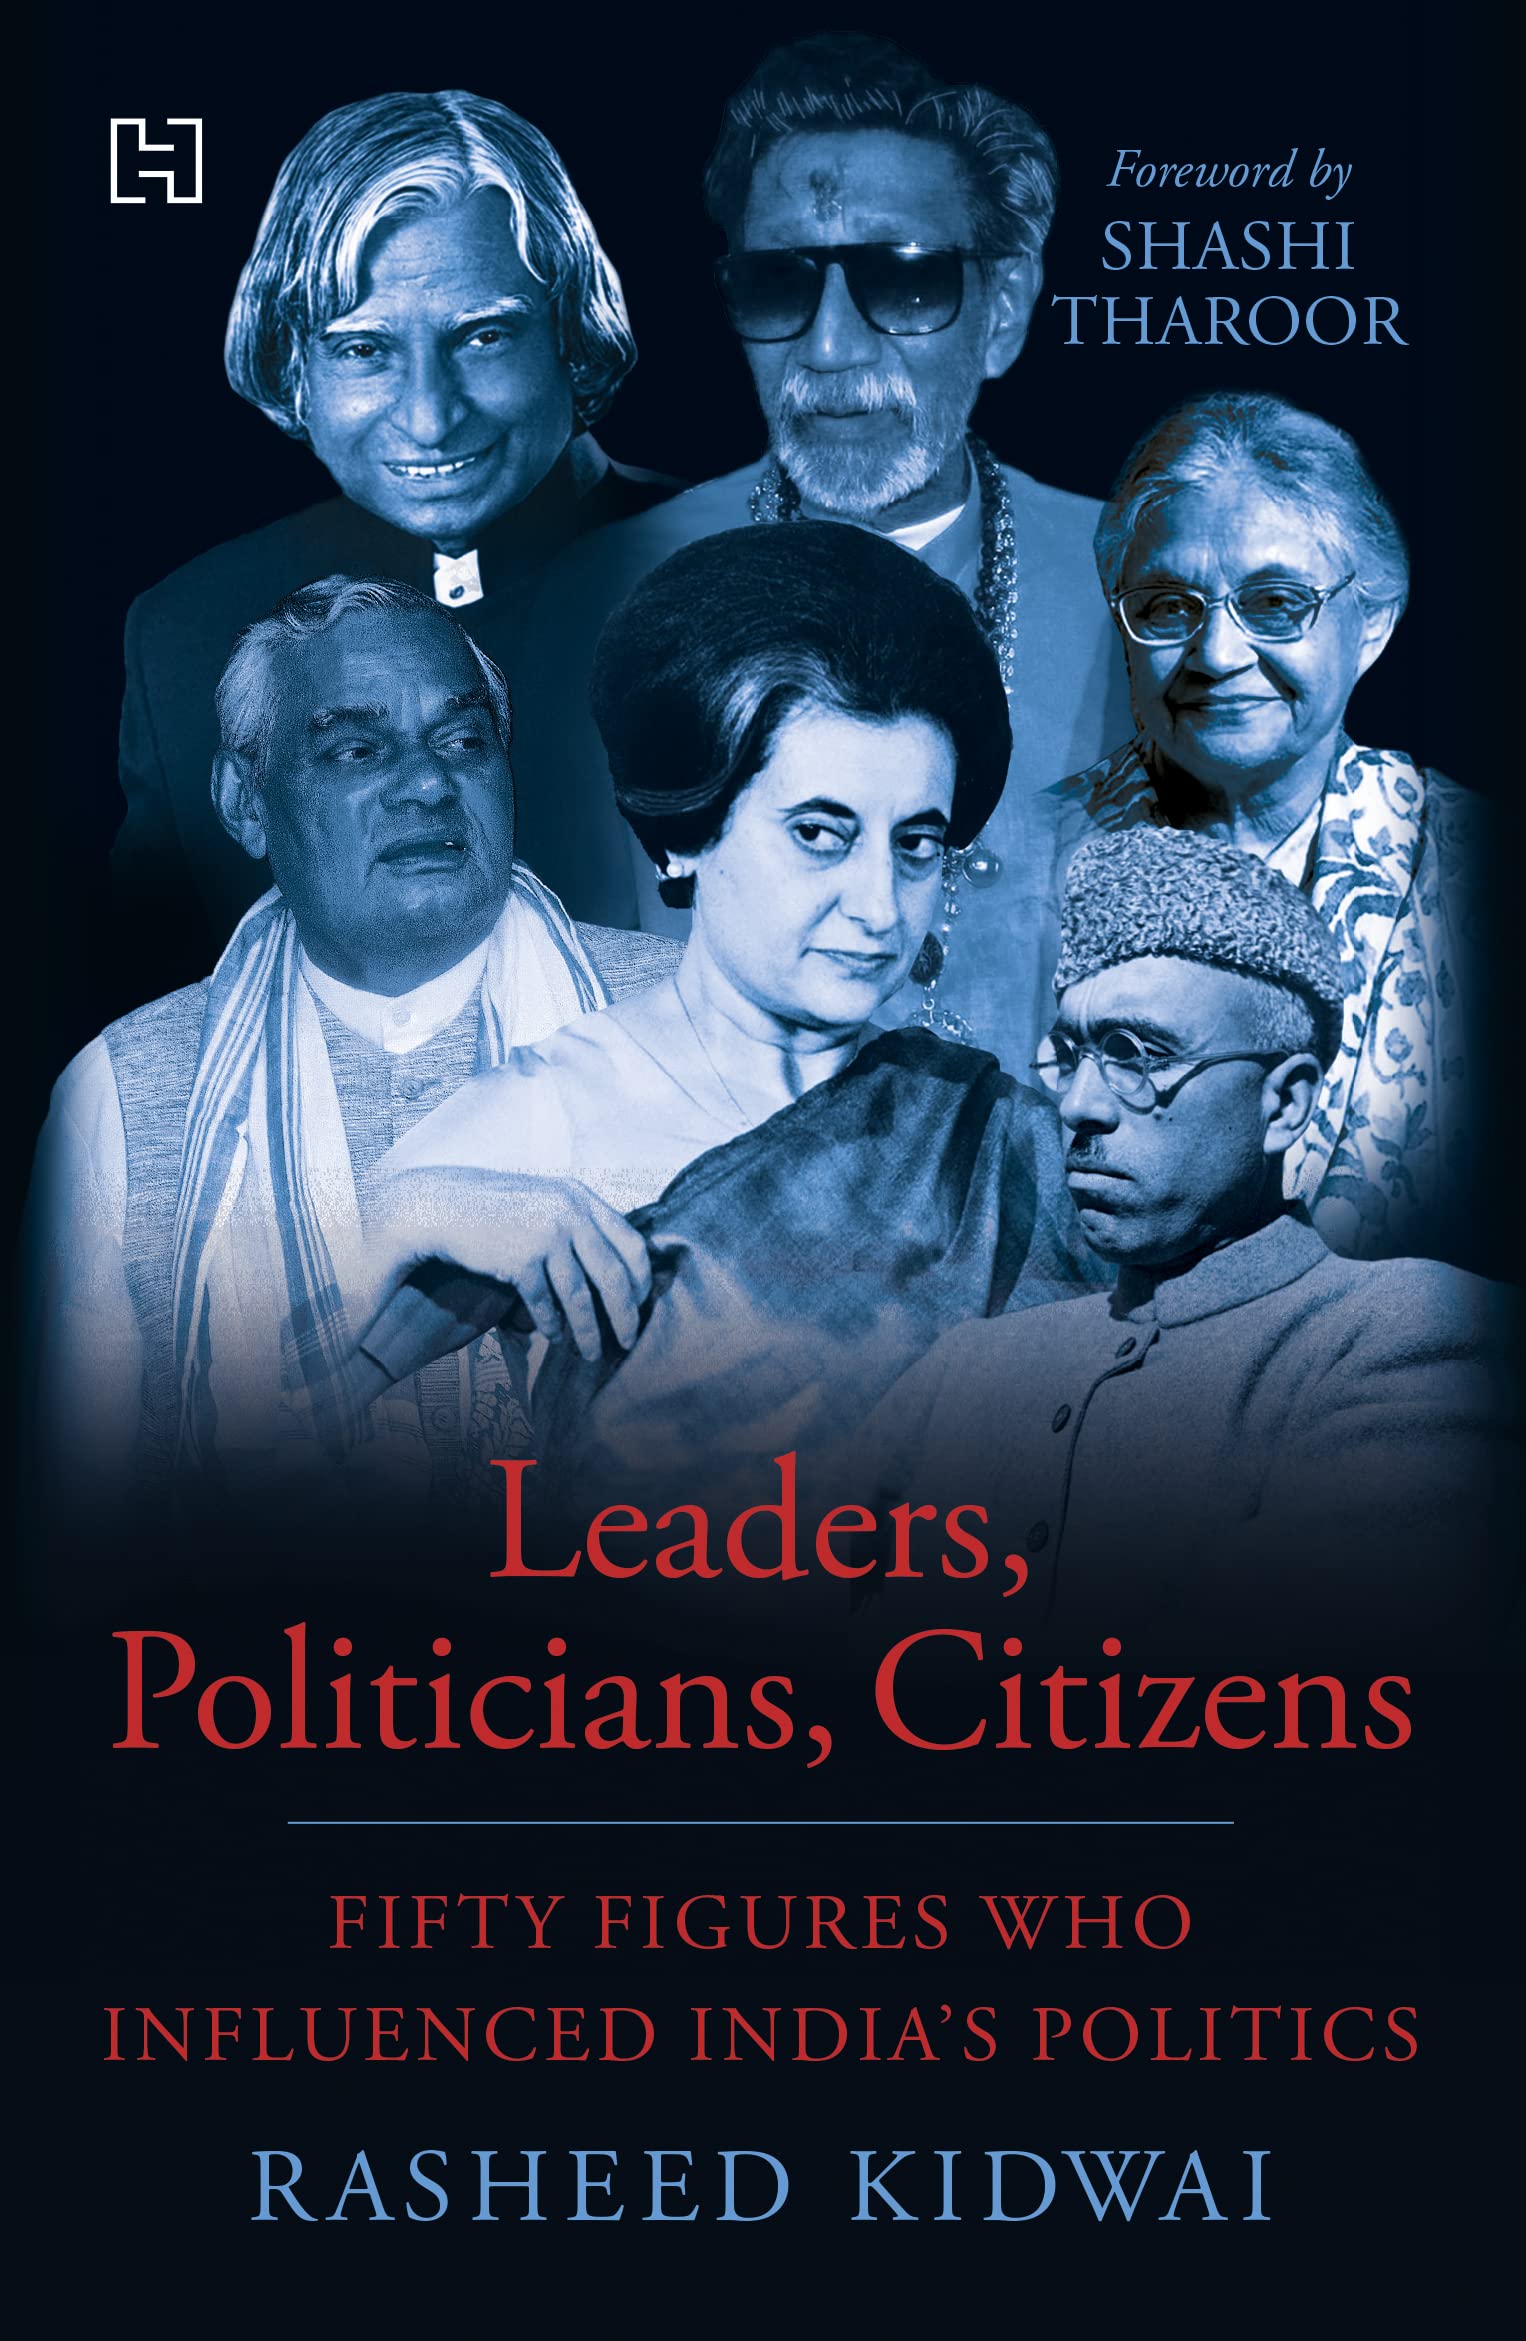 Foreword by
SHASHI
THAROOR
Leaders,
Politicians, Citizens
FIFTY FIGURES WHO
INFLUENCED INDIA’S POLITICS
RASHEED KIDWAI